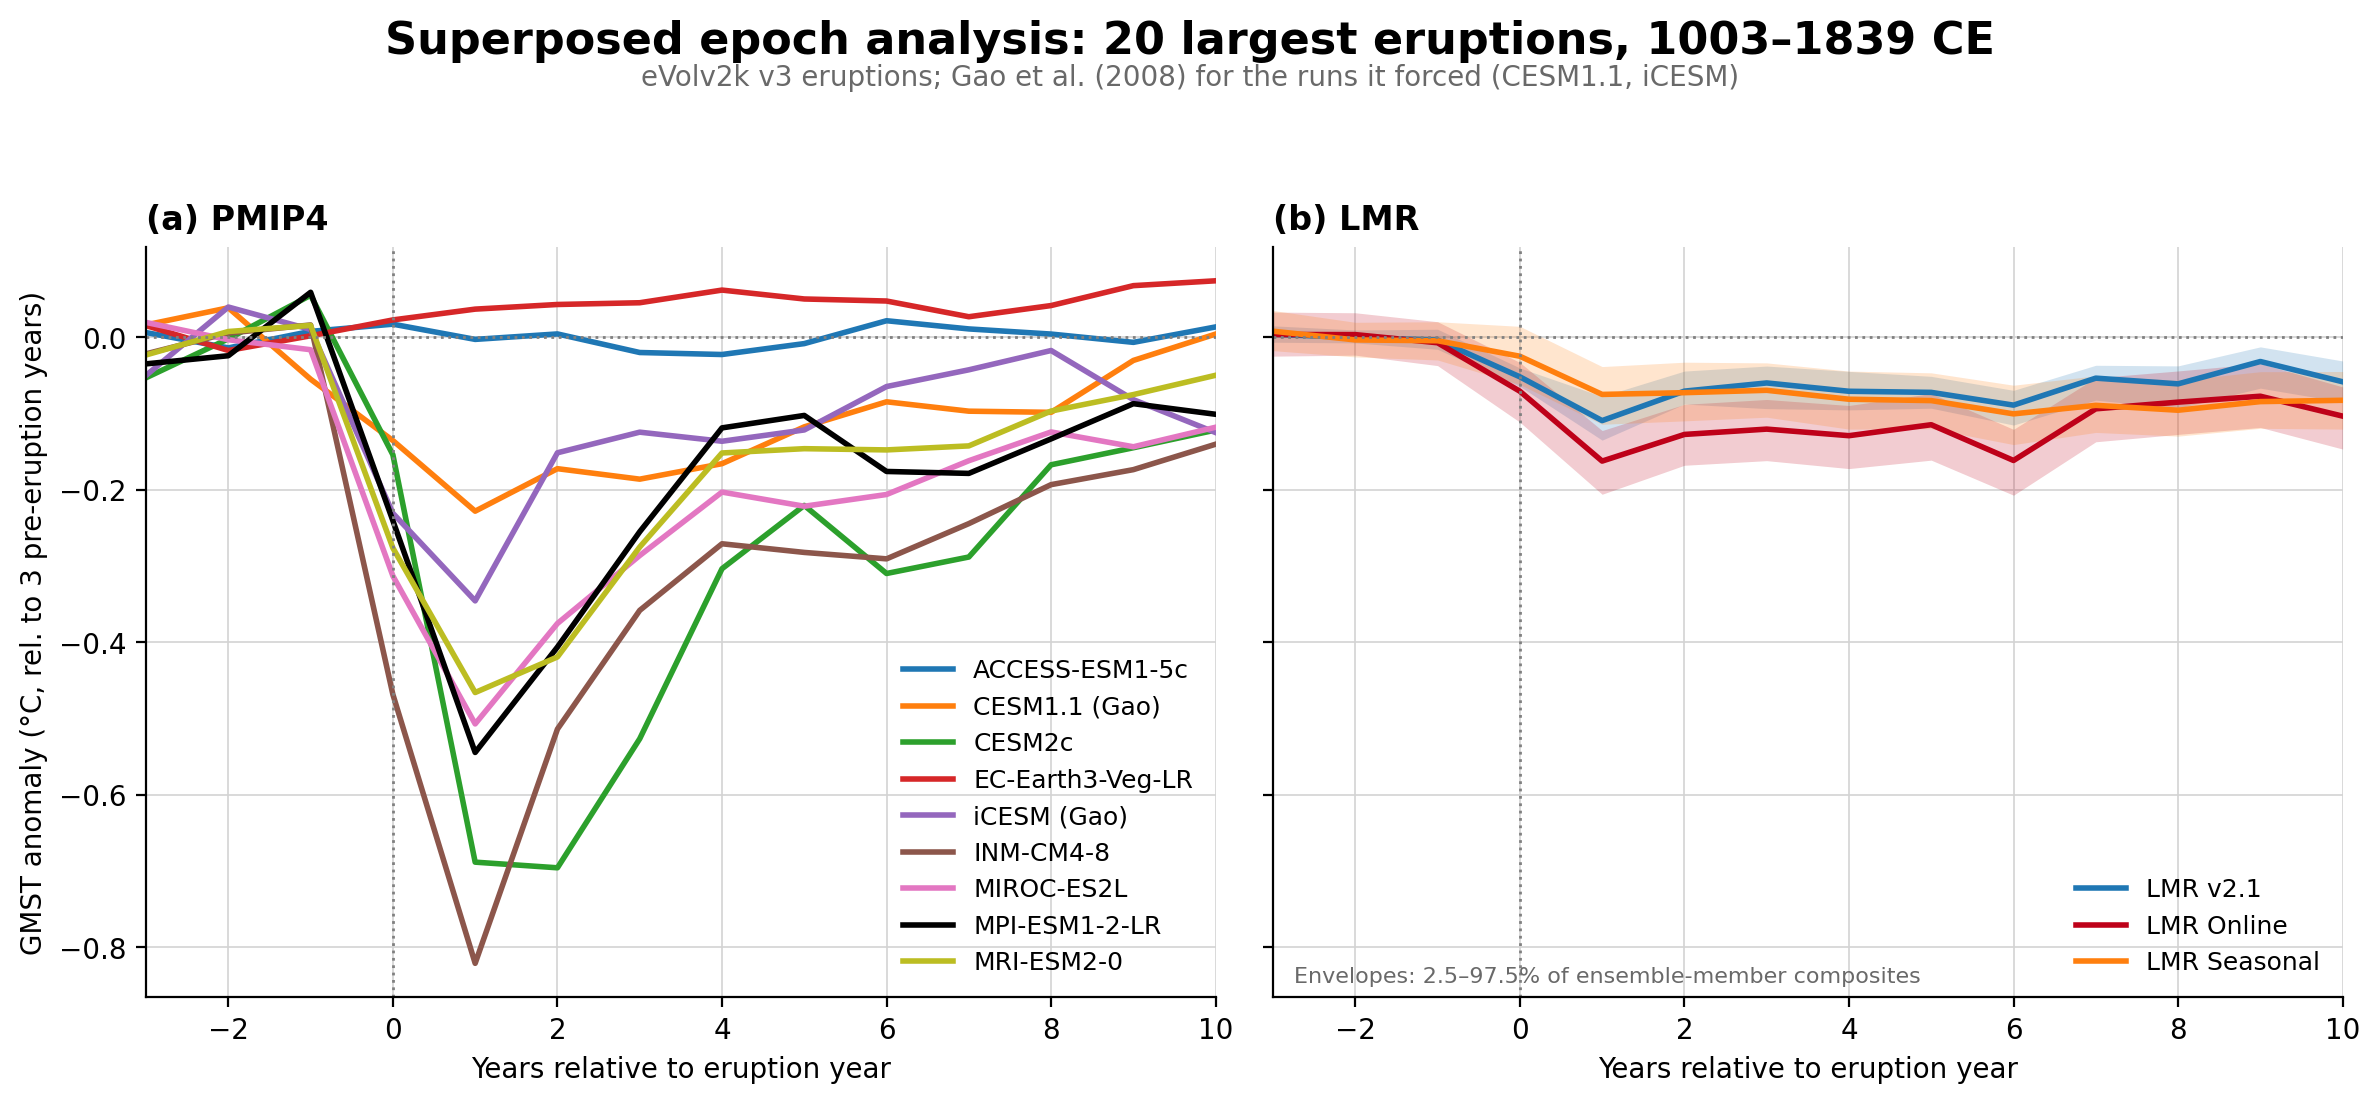 Superposed epoch analysis: 20 largest eruptions, 1003–1839 CE
eVolv2k v3 eruptions; Gao et al. (2008) for the runs it forced (CESM1.1, iCESM)
(a) PMIP4
GMST anomaly (°C, rel. to 3 pre-eruption years)
0.0
−0.2
−0.4
−0.6
−0.8
ACCESS-ESM1-5c
CESM1.1 (Gao)
CESM2c
EC-Earth3-Veg-LR
iCESM (Gao)
INM-CM4-8
MIROC-ES2L
MPI-ESM1-2-LR
MRI-ESM2-0
−2 0 2 4 6 8 10
Years relative to eruption year
(b) LMR
LMR v2.1
LMR Online
LMR Seasonal
Envelopes: 2.5–97.5% of ensemble-member composites
−2 0 2 4 6 8 10
Years relative to eruption year